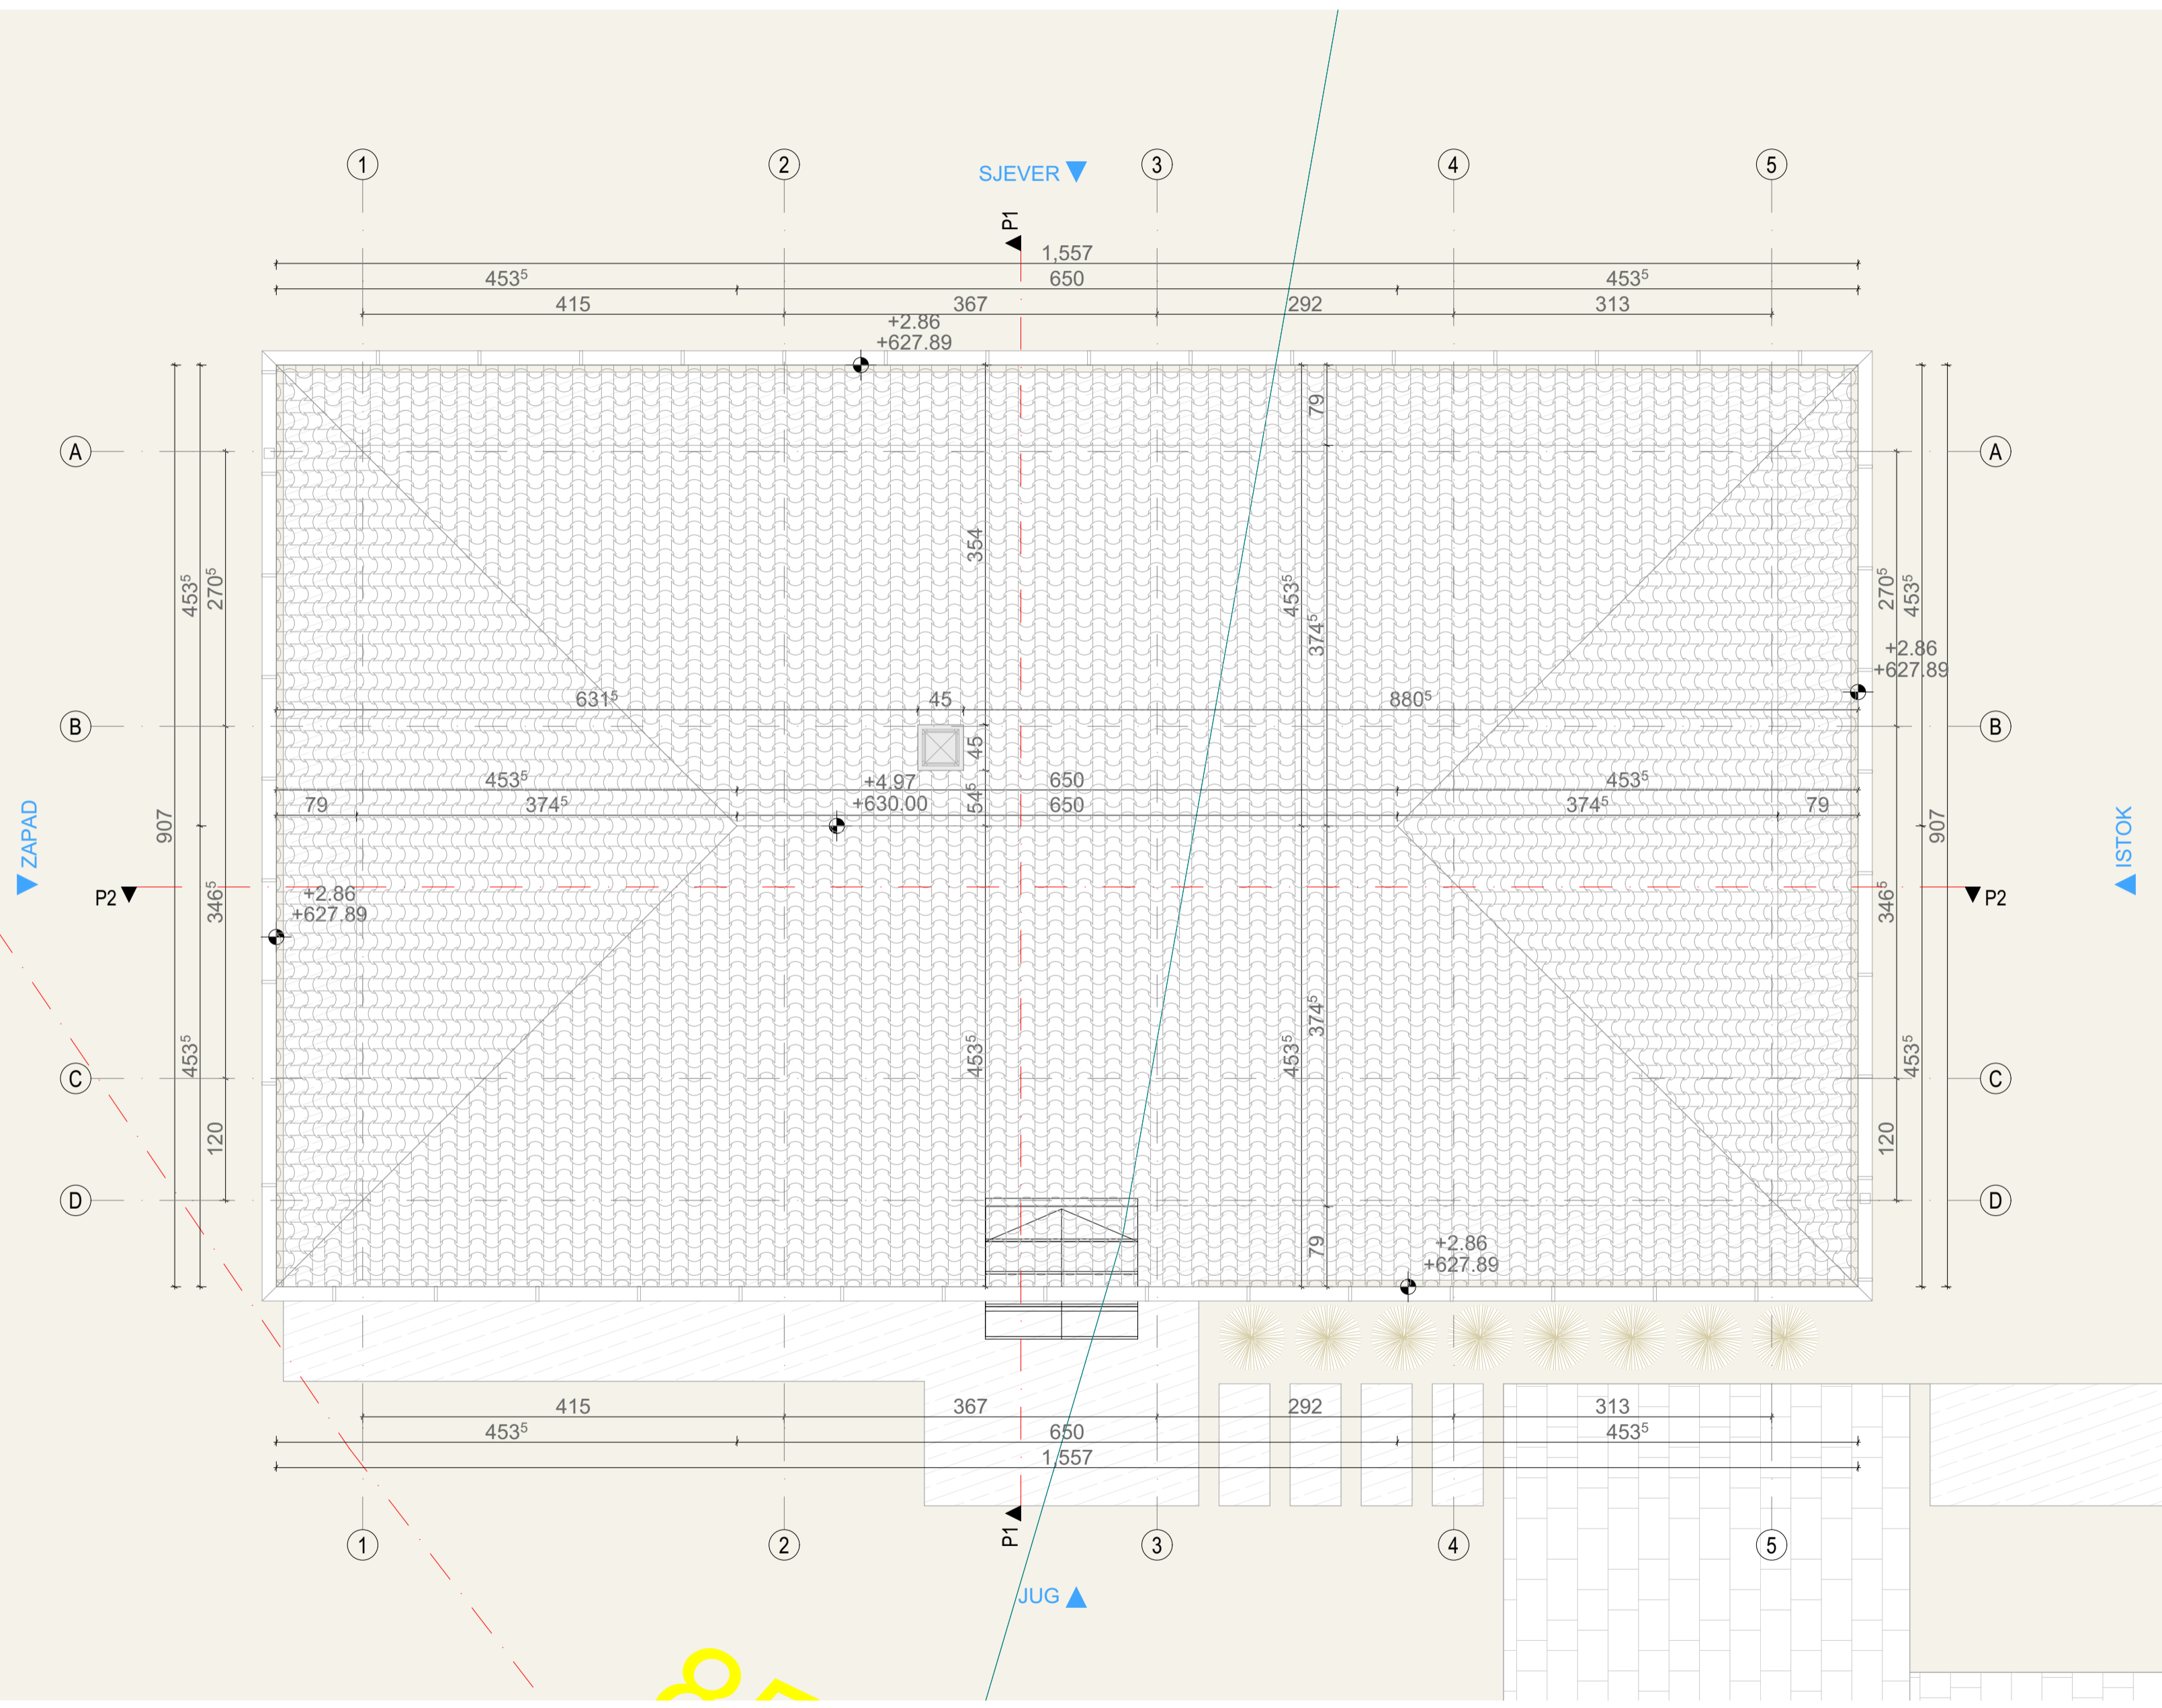 1 2 3 4 5
SJEVER
P1
1,557
453⁵ 650 453⁵
415 367 292 313
+2.86
+627.89
A 79 A
453⁵ 270⁵ 354 453⁵ 374⁵ 270⁵ 453⁵
+2.86
+627.89
631⁵ 45 880⁵
B 45 B
453⁵ +4.97 650 453⁵
79 374⁵ +630.00 54⁵ 650 374⁵ 79
ZAPAD 907 907 ISTOK
P2 346⁵ +2.86 346⁵ P2
+627.89
453⁵ 453⁵ 453⁵ 374⁵ 453⁵
C C
120 120
D D
79 +2.86
+627.89
415 367 292 313
453⁵ 650 453⁵
1,557
P1
1 2 3 4 5
JUG
8